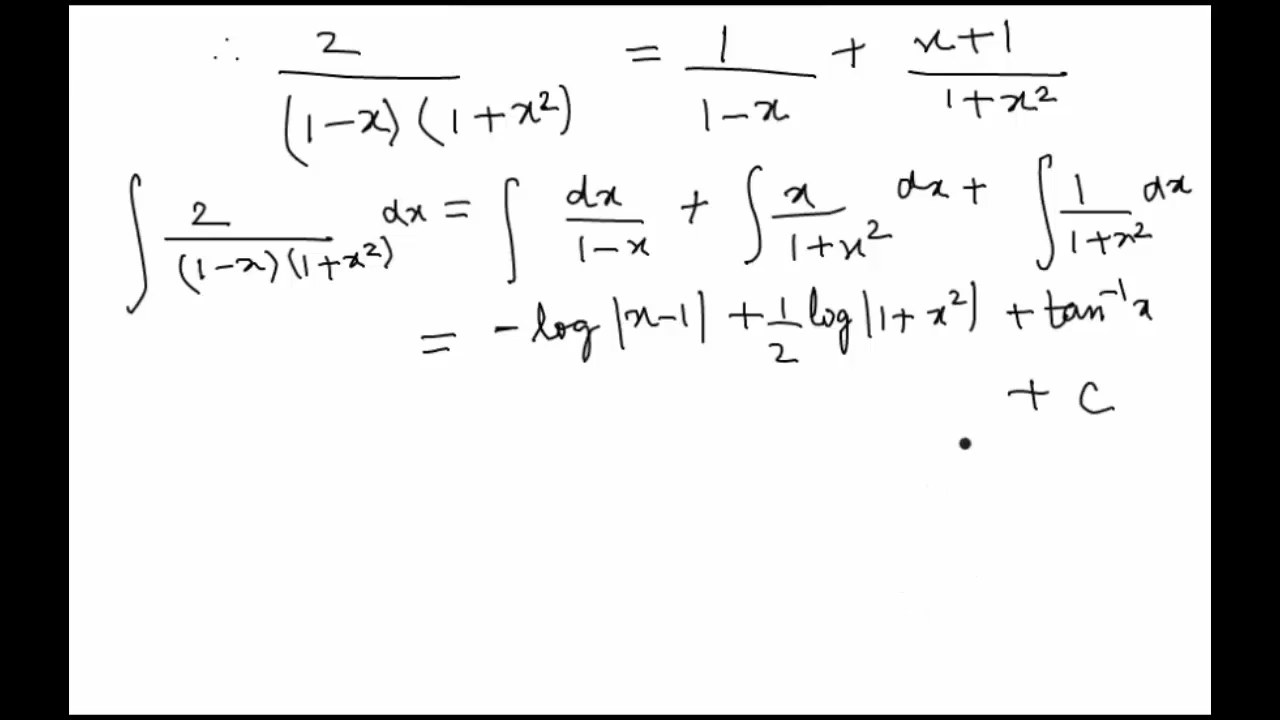 ∴ 2/((1-x)(1+x²)) = 1/(1-x) + (x+1)/(1+x²)
∫ 2/((1-x)(1+x²)) dx = ∫ dx/(1-x) + ∫ x/(1+x²) dx + ∫ 1/(1+x²) dx
= -log|x-1| + 1/2 log|1+x²| + tan⁻¹x
+ C